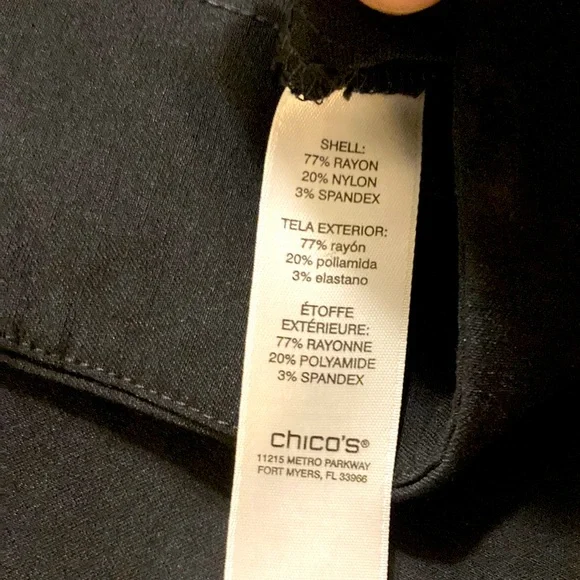 SHELL:
77% RAYON
20% NYLON
3% SPANDEX
TELA EXTERIOR:
77% rayón
20% poliamida
3% elastano
ÉTOFFE
EXTÉRIEURE:
77% RAYONNE
20% POLYAMIDE
3% SPANDEX
chico's®
11215 METRO PARKWAY
FORT MYERS, FL 33966